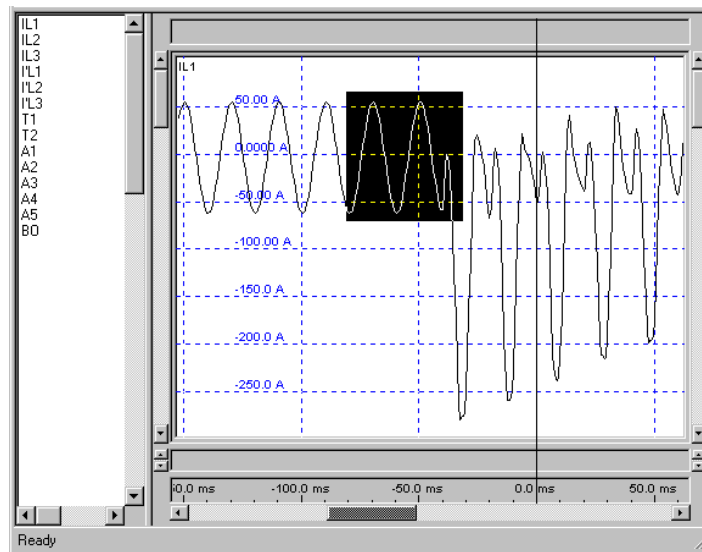 IL1
IL2
IL3
I'L1
I'L2
I'L3
T1
T2
A1
A2
A3
A4
A5
BO
IL1
50.00 A
0.0000 A
-50.00 A
-100.00 A
-150.0 A
-200.0 A
-250.0 A
-100.0 ms
-50.0 ms
0.0 ms
50.0 ms
Ready